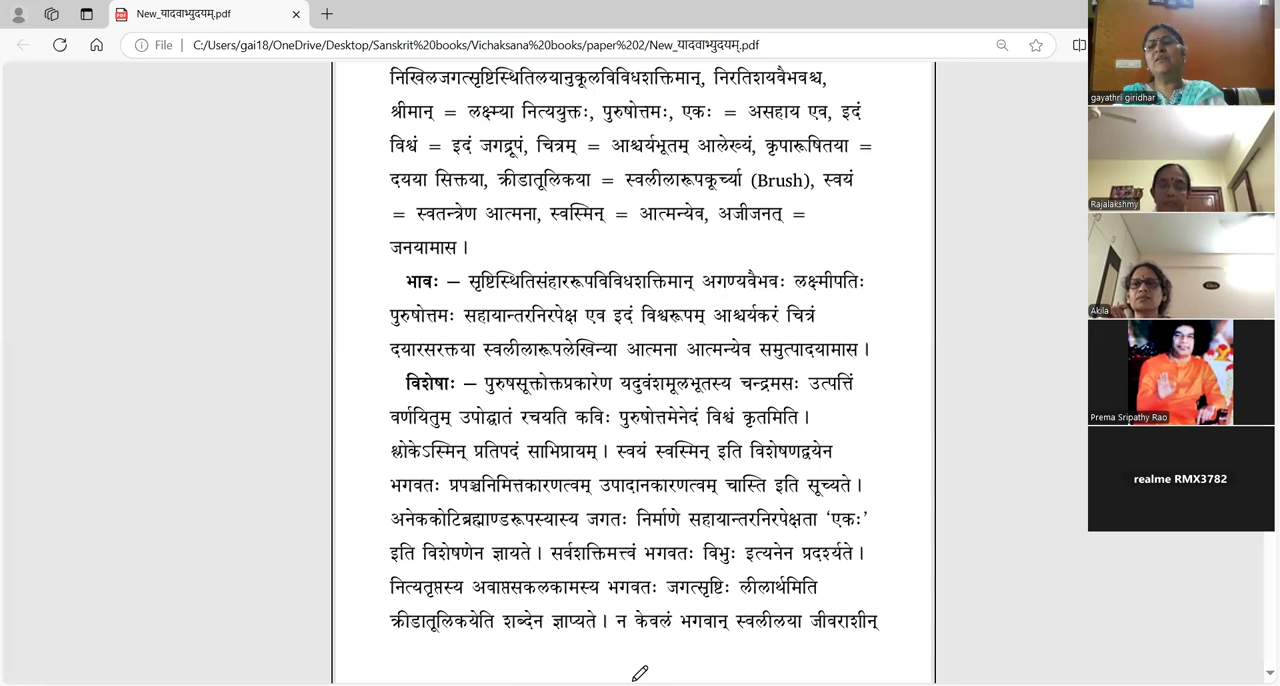 New_यादवाभ्युदयम्.pdf
File
C:/Users/gai18/OneDrive/Desktop/Sanskrit%20books/Vichaksana%20books/paper%202/New_यादवाभ्युदयम्.pdf
निखिलजगत्सृष्टिस्थितिलयानुकूलविविधशक्तिमान्, निरतिशयवैभवश्च,
श्रीमान् = लक्ष्म्या नित्ययुक्तः, पुरुषोत्तमः, एकः = असहाय एव, इदं
विश्वं = इदं जगद्रूपं, चित्रम् = आश्चर्यभूतम् आलेख्यं, कृपारूषितया =
दयया सिक्तया, क्रीडातूलिकया = स्वलीलारूपकूर्च्या (Brush), स्वयं
= स्वतन्त्रेण आत्मना, स्वस्मिन् = आत्मन्येव, अजीजनत् =
जनयामास ।
भावः – सृष्टिस्थितिसंहाररूपविविधशक्तिमान् अगण्यवैभवः लक्ष्मीपतिः
पुरुषोत्तमः सहायान्तरनिरपेक्ष एव इदं विश्वरूपम् आश्चर्यकरं चित्रं
दयारसरक्तया स्वलीलारूपलेखिन्या आत्मना आत्मन्येव समुत्पादयामास ।
विशेषाः – पुरुषसूक्तोक्तप्रकारेण यदुवंशमूलभूतस्य चन्द्रमसः उत्पत्तिं
वर्णयितुम् उपोद्घातं रचयति कविः पुरुषोत्तमेनेदं विश्वं कृतमिति ।
श्लोकेऽस्मिन् प्रतिपदं साभिप्रायम् । स्वयं स्वस्मिन् इति विशेषणद्वयेन
भगवतः प्रपञ्चनिमित्तकारणत्वम् उपादानकारणत्वम् चास्ति इति सूच्यते ।
अनेककोटिब्रह्माण्डरूपस्यास्य जगतः निर्माणे सहायान्तरनिरपेक्षता ‘एकः’
इति विशेषणेन ज्ञायते । सर्वशक्तिमत्त्वं भगवतः विभुः इत्यनेन प्रदर्श्यते ।
नित्यतृप्तस्य अवाप्तसकलकामस्य भगवतः जगत्सृष्टिः लीलार्थमिति
क्रीडातूलिकयेति शब्देन ज्ञाप्यते । न केवलं भगवान् स्वलीलया जीवराशीन्
gayathri giridhar
Rajalakshmy
Akila
Prema Sripathy Rao
realme RMX3782